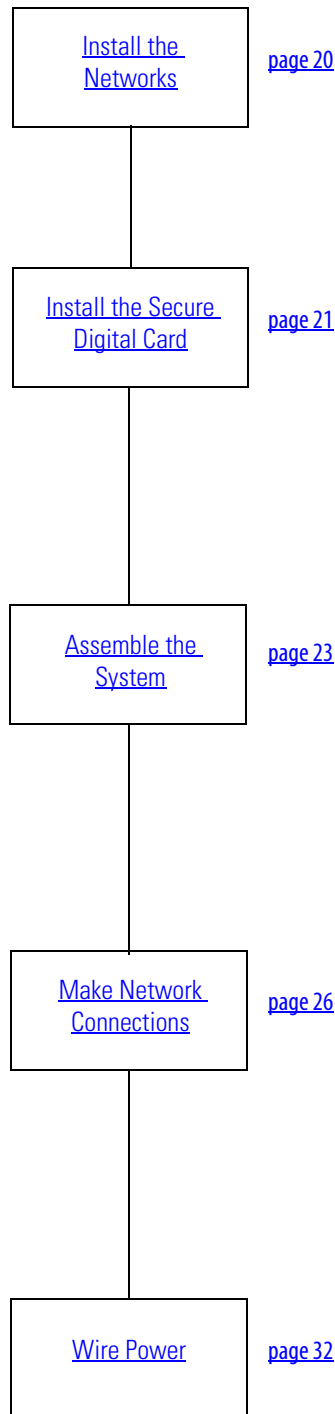 Install the
Networks
page 20
Install the Secure
Digital Card
page 21
Assemble the
System
page 23
Make Network
Connections
page 26
Wire Power
page 32